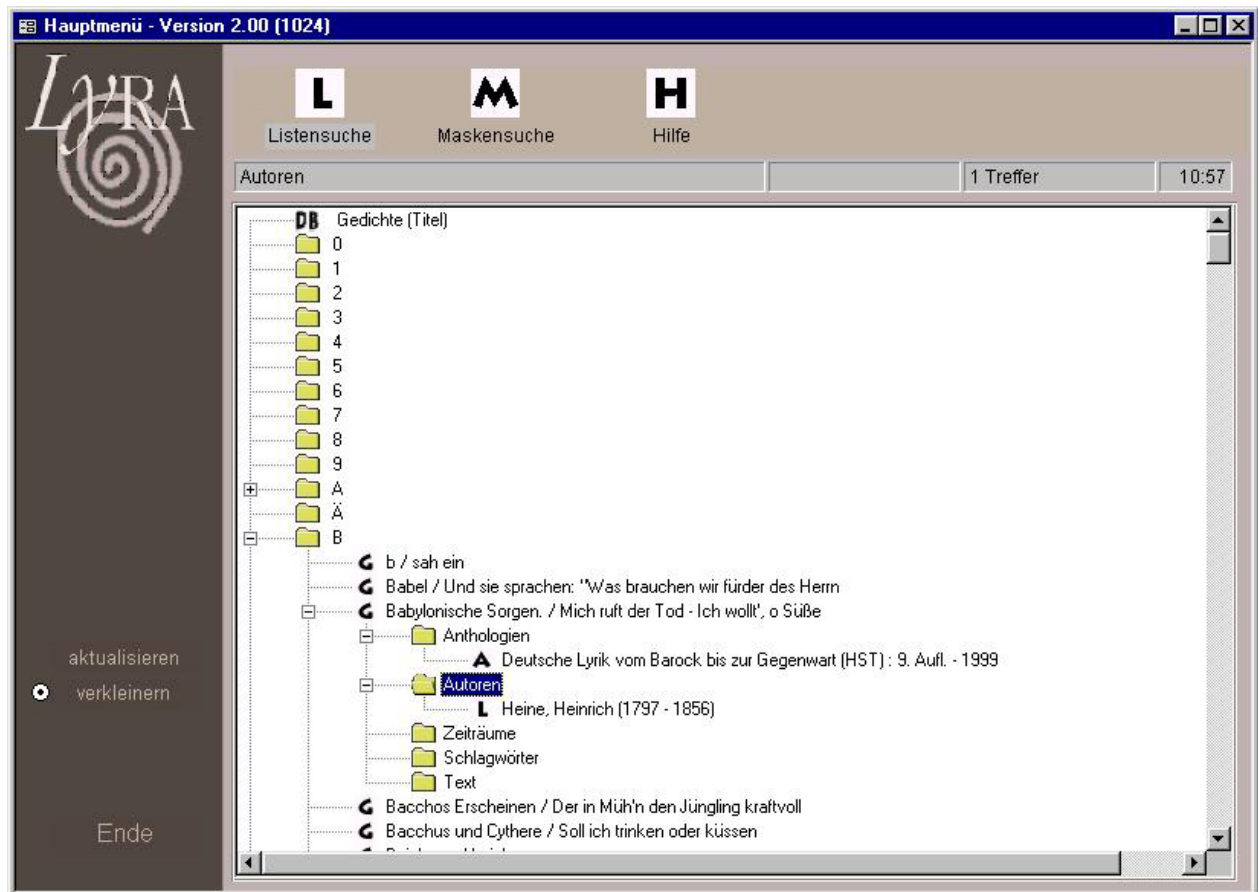 Hauptmenü - Version 2.00 (1024)
LyRA
L M H
Listensuche Maskensuche Hilfe
Autoren 1 Treffer 10:57
DB Gedichte (Titel)
0
1
2
3
4
5
6
7
8
9
A
Ä
B
G b / sah ein
G Babel / Und sie sprachen: "Was brauchen wir fürder des Herrn
G Babylonische Sorgen. / Mich ruft der Tod - Ich wollt', o Süße
Anthologien
A Deutsche Lyrik vom Barock bis zur Gegenwart (HST) : 9. Aufl. - 1999
Autoren
L Heine, Heinrich (1797 - 1856)
Zeiträume
Schlagwörter
Text
G Bacchos Erscheinen / Der in Müh'n den Jüngling kraftvoll
G Bacchus und Cythere / Soll ich trinken oder küssen
aktualisieren
verkleinern
Ende